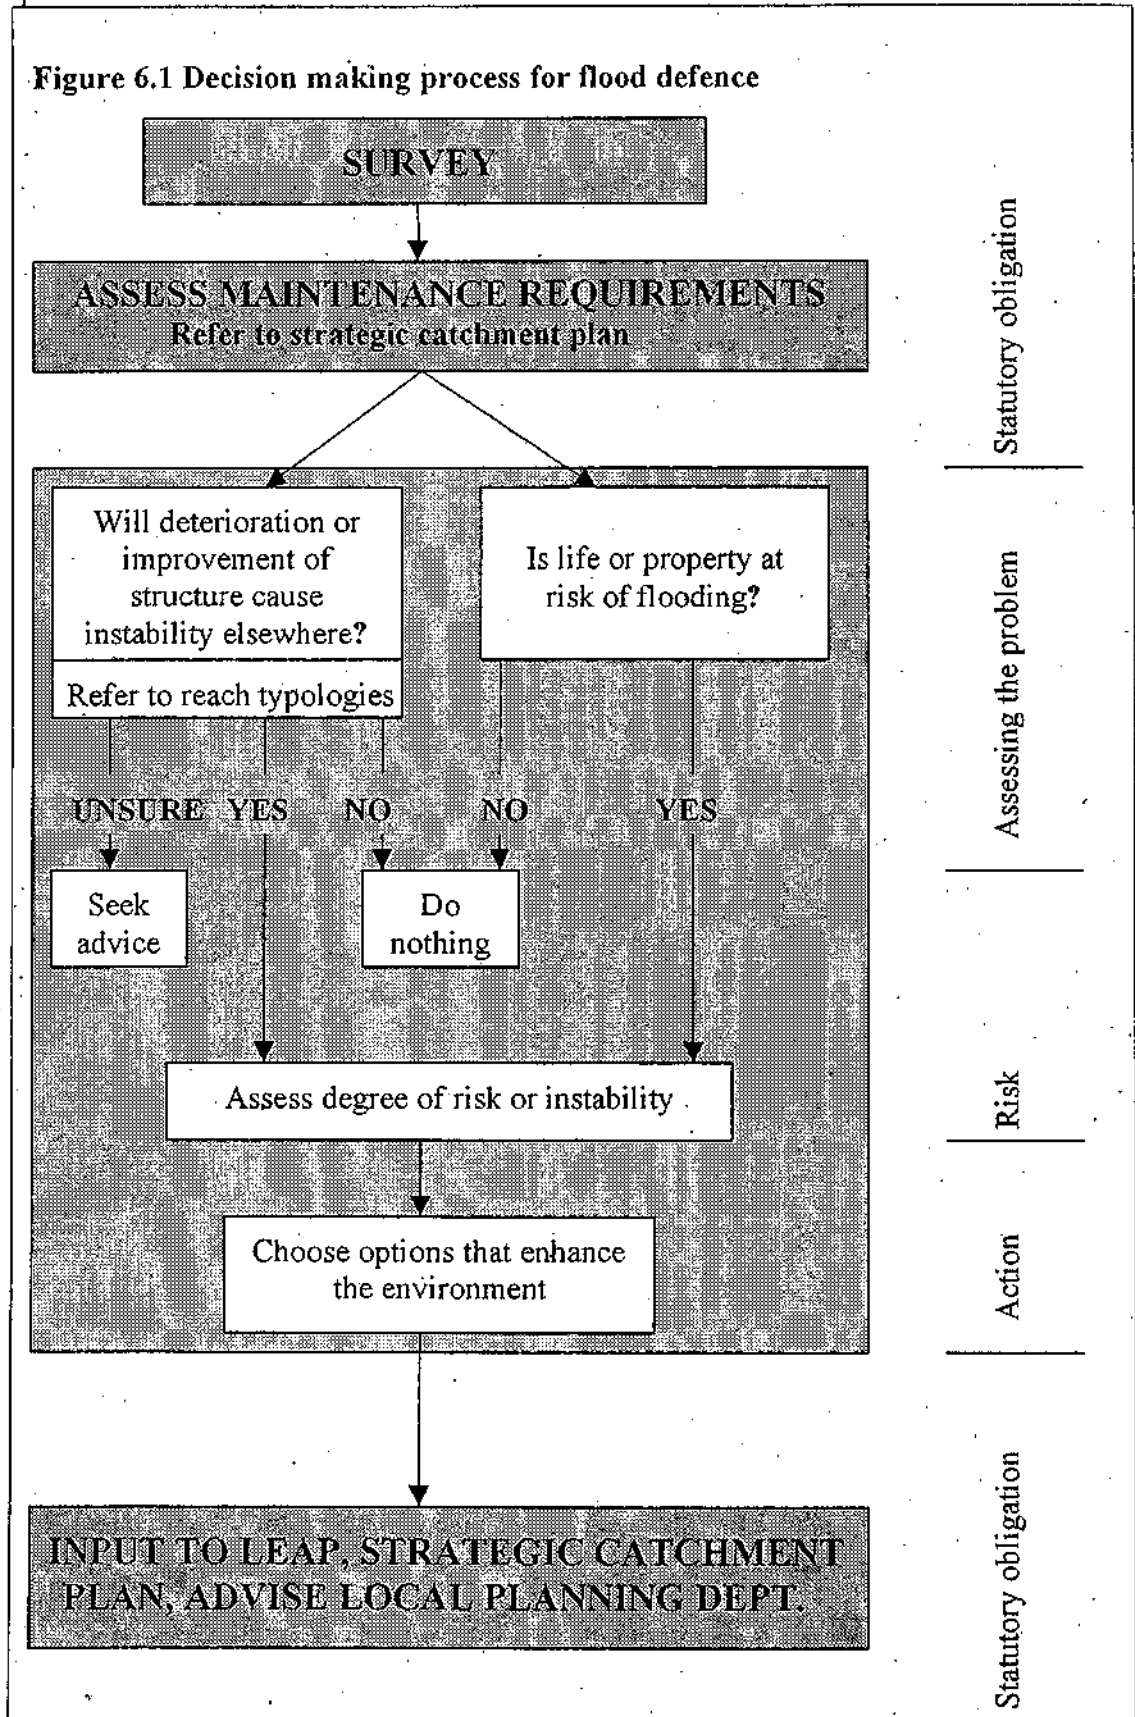 Figure 6.1 Decision making process for flood defence
SURVEY
ASSESS MAINTENANCE REQUIREMENTS
Refer to strategic catchment plan
Statutory obligation
Will deterioration or
improvement of
structure cause
instability elsewhere?
Refer to reach typologies
Is life or property at
risk of flooding?
Assessing the problem
UNSURE YES NO NO YES
Seek
advice
Do
nothing
Assess degree of risk or instability
Risk
Choose options that enhance
the environment
Action
INPUT TO LEAP, STRATEGIC CATCHMENT
PLAN, ADVISE LOCAL PLANNING DEPT.
Statutory obligation